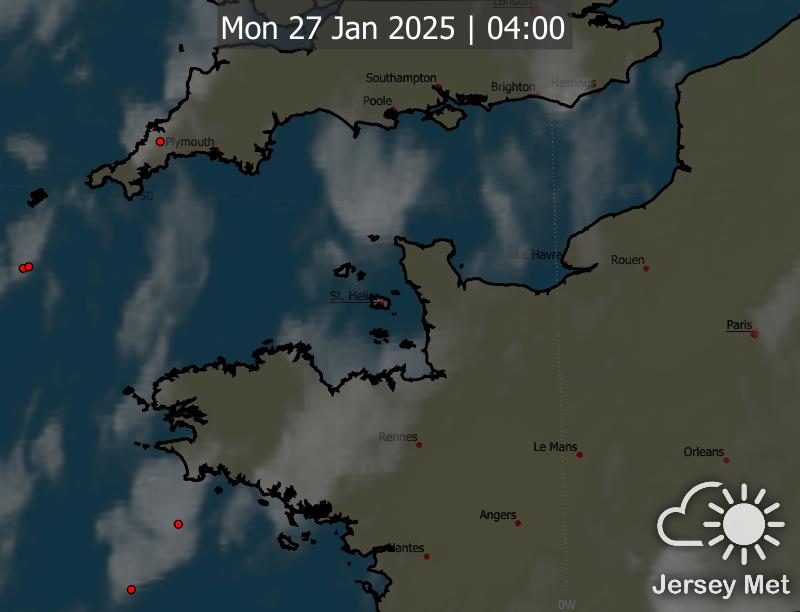 London
Mon 27 Jan 2025 | 04:00
Southampton
Brighton
Hastings
Poole
Plymouth
50
Le Havre
Rouen
St. Helier
Paris
Rennes
Le Mans
Orleans
Angers
Nantes
Jersey Met
0W